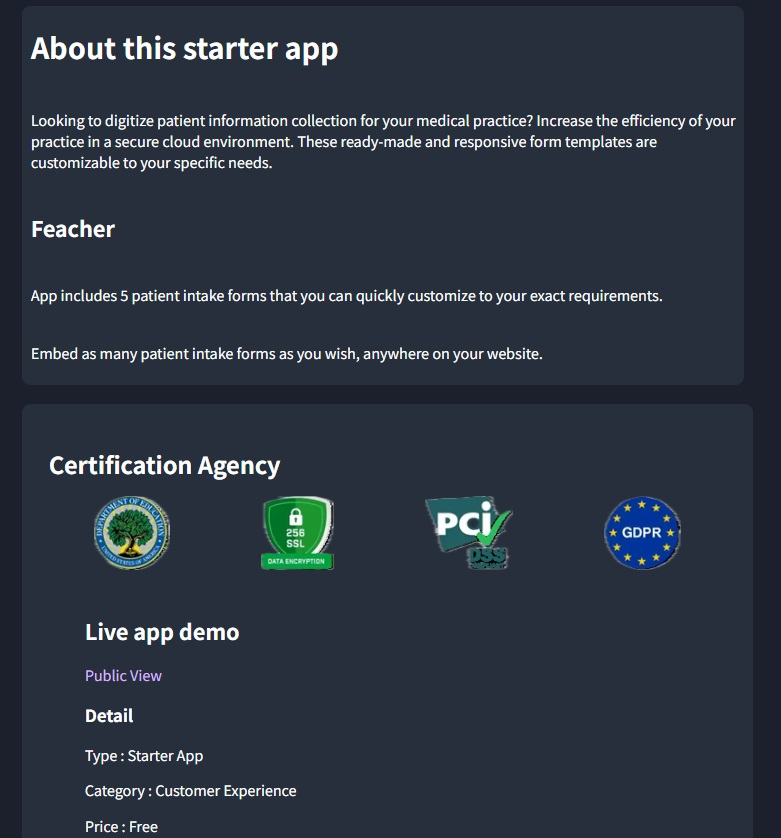 About this starter app
Looking to digitize patient information collection for your medical practice? Increase the efficiency of your
practice in a secure cloud environment. These ready-made and responsive form templates are
customizable to your specific needs.
Feacher
App includes 5 patient intake forms that you can quickly customize to your exact requirements.
Embed as many patient intake forms as you wish, anywhere on your website.
Certification Agency
DEPARTMENT OF EDUCATION
UNITED STATES OF AMERICA
256
SSL
DATA ENCRYPTION
PCi
DSS
GDPR
Live app demo
Public View
Detail
Type : Starter App
Category : Customer Experience
Price : Free